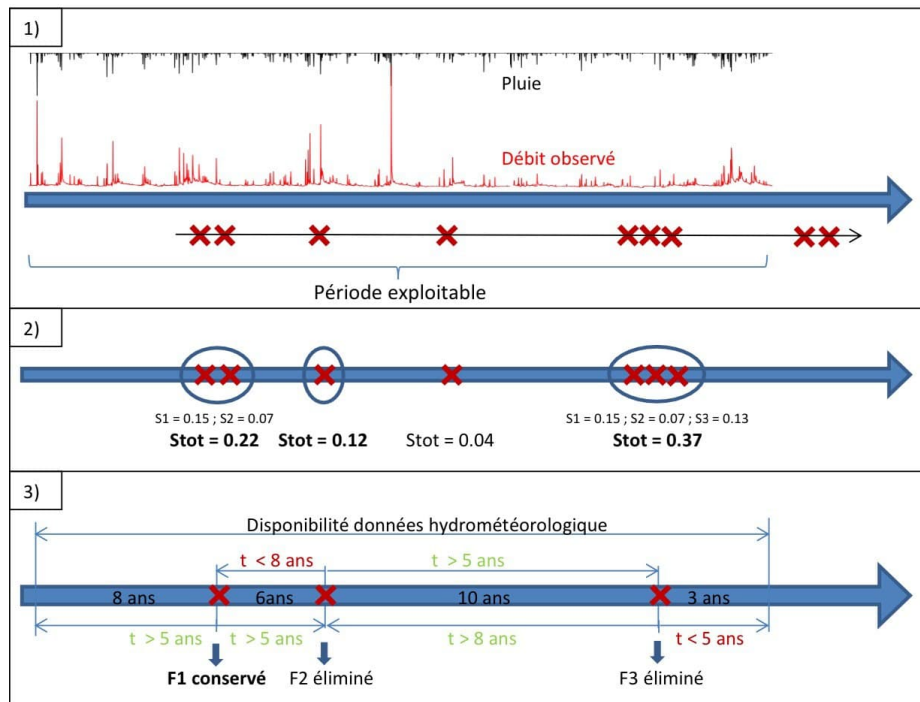 1)
Pluie
Débit observé
Période exploitable
2)
S1 = 0.15 ; S2 = 0.07
S1 = 0.15 ; S2 = 0.07 ; S3 = 0.13
Stot = 0.22
Stot = 0.12
Stot = 0.04
Stot = 0.37
3)
Disponibilité données hydrométéorologique
t < 8 ans
t > 5 ans
8 ans
6ans
10 ans
3 ans
t > 5 ans
t > 5 ans
t > 8 ans
t < 5 ans
F1 conservé
F2 éliminé
F3 éliminé